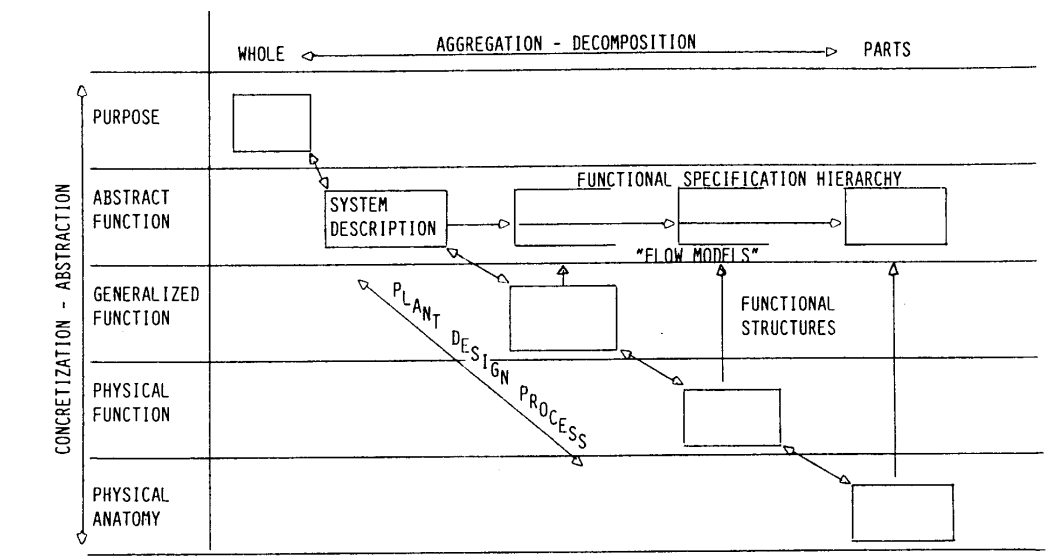 WHOLE
AGGREGATION - DECOMPOSITION
PARTS
CONCRETIZATION - ABSTRACTION
PURPOSE
ABSTRACT
FUNCTION
FUNCTIONAL SPECIFICATION HIERARCHY
SYSTEM
DESCRIPTION
"FLOW MODELS"
GENERALIZED
FUNCTION
PLANT DESIGN PROCESS
FUNCTIONAL
STRUCTURES
PHYSICAL
FUNCTION
PHYSICAL
ANATOMY